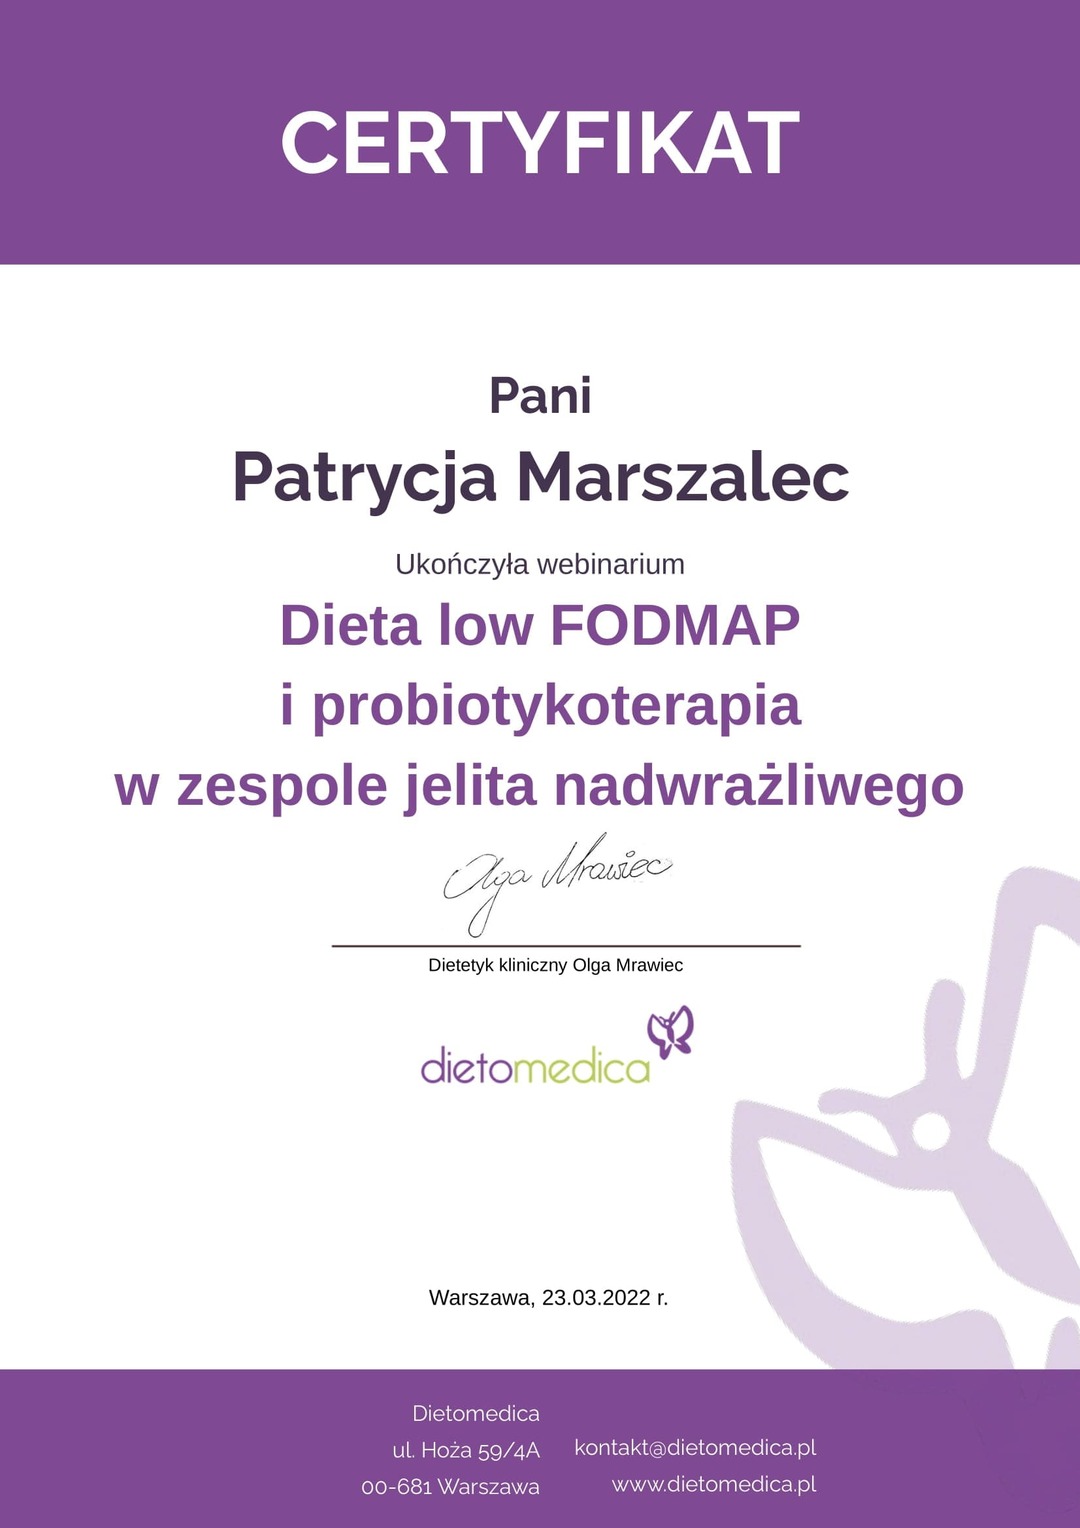 CERTYFIKAT
Pani
Patrycja Marszalec
Ukończyła webinarium
Dieta low FODMAP
i probiotykoterapia
w zespole jelita nadwrażliwego
Olga Mrawiec
Dietetyk kliniczny Olga Mrawiec
dietomedica
Warszawa, 23.03.2022 r.
Dietomedica
ul. Hoża 59/4A
00-681 Warszawa
kontakt@dietomedica.pl
www.dietomedica.pl